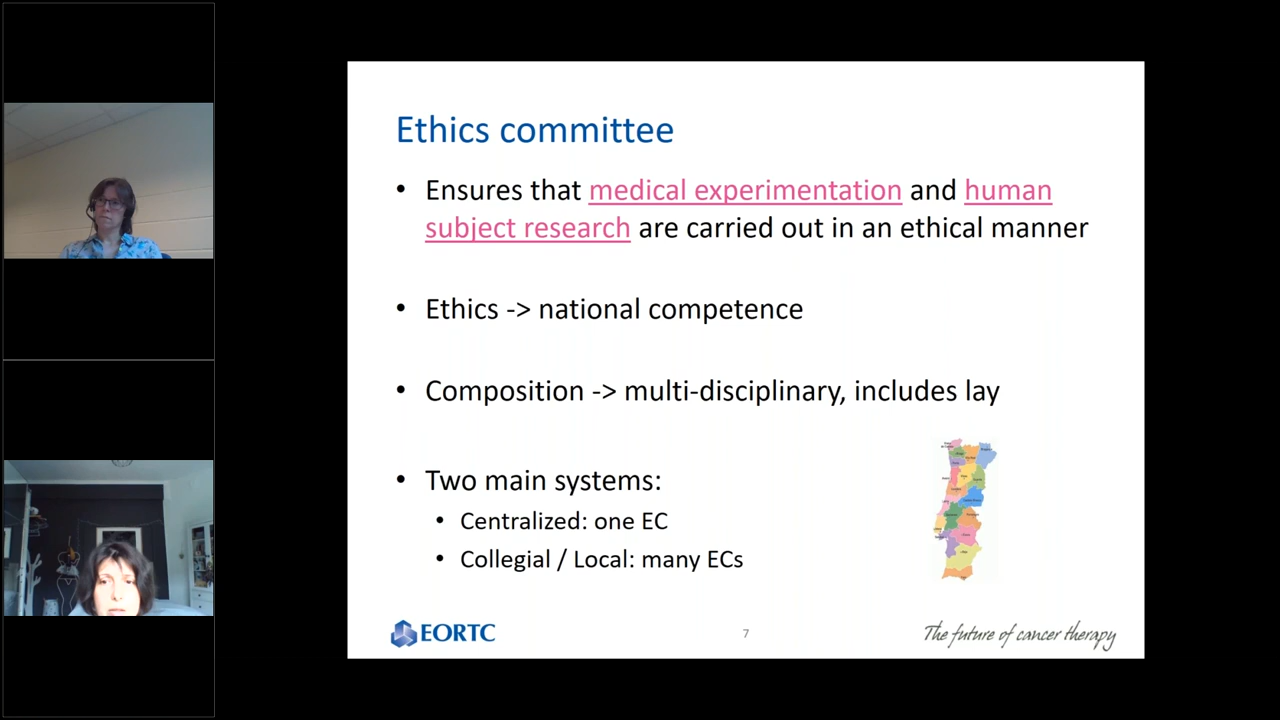 Ethics committee
• Ensures that medical experimentation and human
subject research are carried out in an ethical manner
• Ethics -> national competence
• Composition -> multi-disciplinary, includes lay
• Two main systems:
• Centralized: one EC
• Collegial / Local: many ECs
EORTC
7
The future of cancer therapy